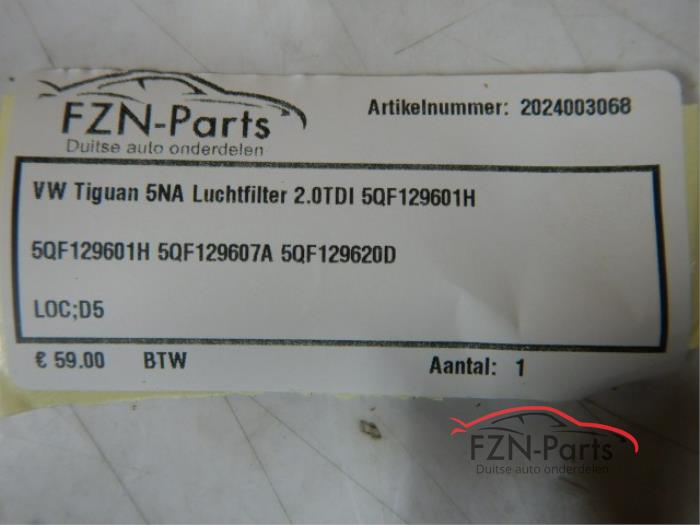 FZN-Parts
Duitse auto onderdelen
Artikelnummer: 2024003068
VW Tiguan 5NA Luchtfilter 2.0TDI 5QF129601H
5QF129601H 5QF129607A 5QF129620D
LOC;D5
€ 59.00 BTW Aantal: 1
FZN-Parts
Duitse auto onderdelen